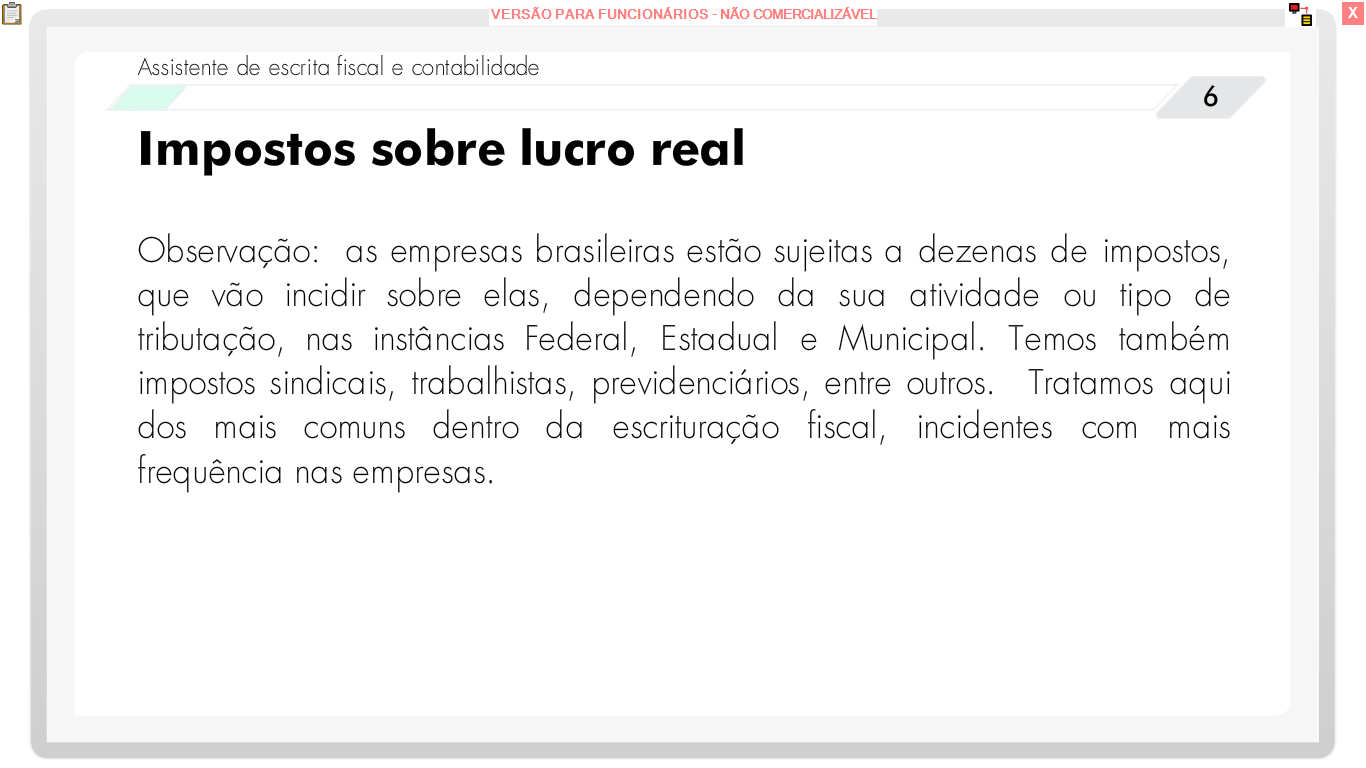 VERSÃO PARA FUNCIONÁRIOS - NÃO COMERCIALIZÁVEL
X
Assistente de escrita fiscal e contabilidade
6
Impostos sobre lucro real
Observação: as empresas brasileiras estão sujeitas a dezenas de impostos,
que vão incidir sobre elas, dependendo da sua atividade ou tipo de
tributação, nas instâncias Federal, Estadual e Municipal. Temos também
impostos sindicais, trabalhistas, previdenciários, entre outros. Tratamos aqui
dos mais comuns dentro da escrituração fiscal, incidentes com mais
frequência nas empresas.